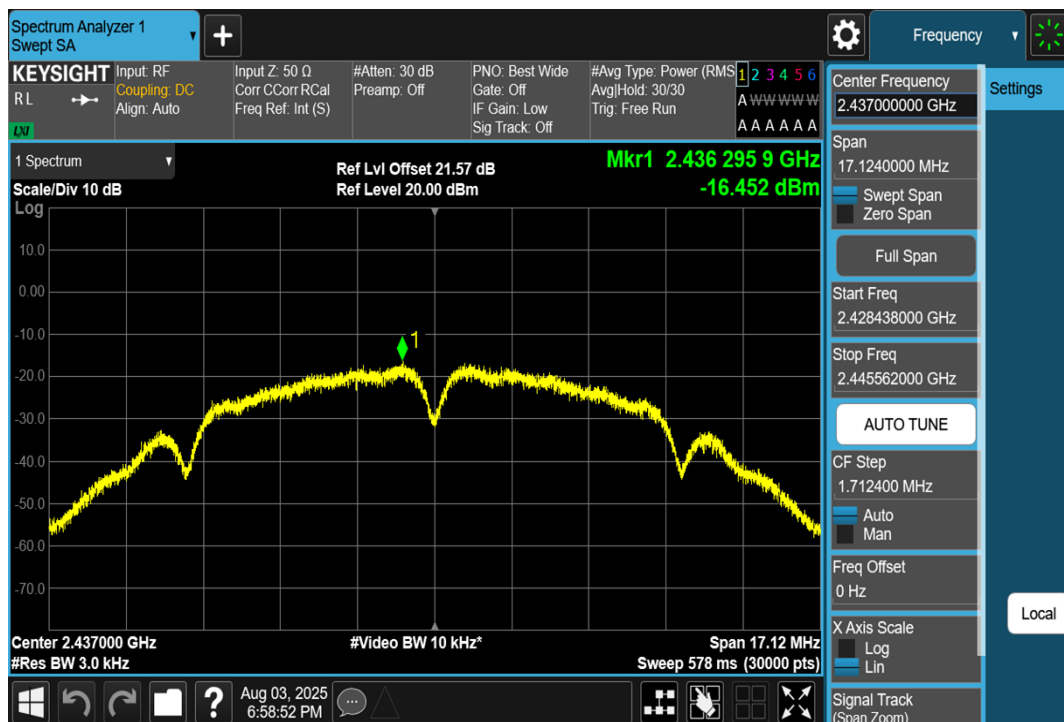 Spectrum Analyzer 1
Swept SA
Frequency
KEYSIGHT
RL
LXI
Input: RF
Coupling: DC
Align: Auto
Input Z: 50 Ω
Corr CCorr RCal
Freq Ref: Int (S)
#Atten: 30 dB
Preamp: Off
PNO: Best Wide
Gate: Off
IF Gain: Low
Sig Track: Off
#Avg Type: Power (RMS
Avg|Hold: 30/30
Trig: Free Run
1 2 3 4 5 6
A W W W W W
A A A A A A
1 Spectrum
Scale/Div 10 dB
Log
Ref Lvl Offset 21.57 dB
Ref Level 20.00 dBm
Mkr1 2.436 295 9 GHz
-16.452 dBm
10.0
0.00
-10.0
-20.0
-30.0
-40.0
-50.0
-60.0
-70.0
1
Center 2.437000 GHz
#Res BW 3.0 kHz
#Video BW 10 kHz*
Span 17.12 MHz
Sweep 578 ms (30000 pts)
Center Frequency
2.437000000 GHz
Settings
Span
17.1240000 MHz
Swept Span
Zero Span
Full Span
Start Freq
2.428438000 GHz
Stop Freq
2.445562000 GHz
AUTO TUNE
CF Step
1.712400 MHz
Auto
Man
Freq Offset
0 Hz
Local
X Axis Scale
Log
Lin
Signal Track
(Span Zoom)
?
Aug 03, 2025
6:58:52 PM